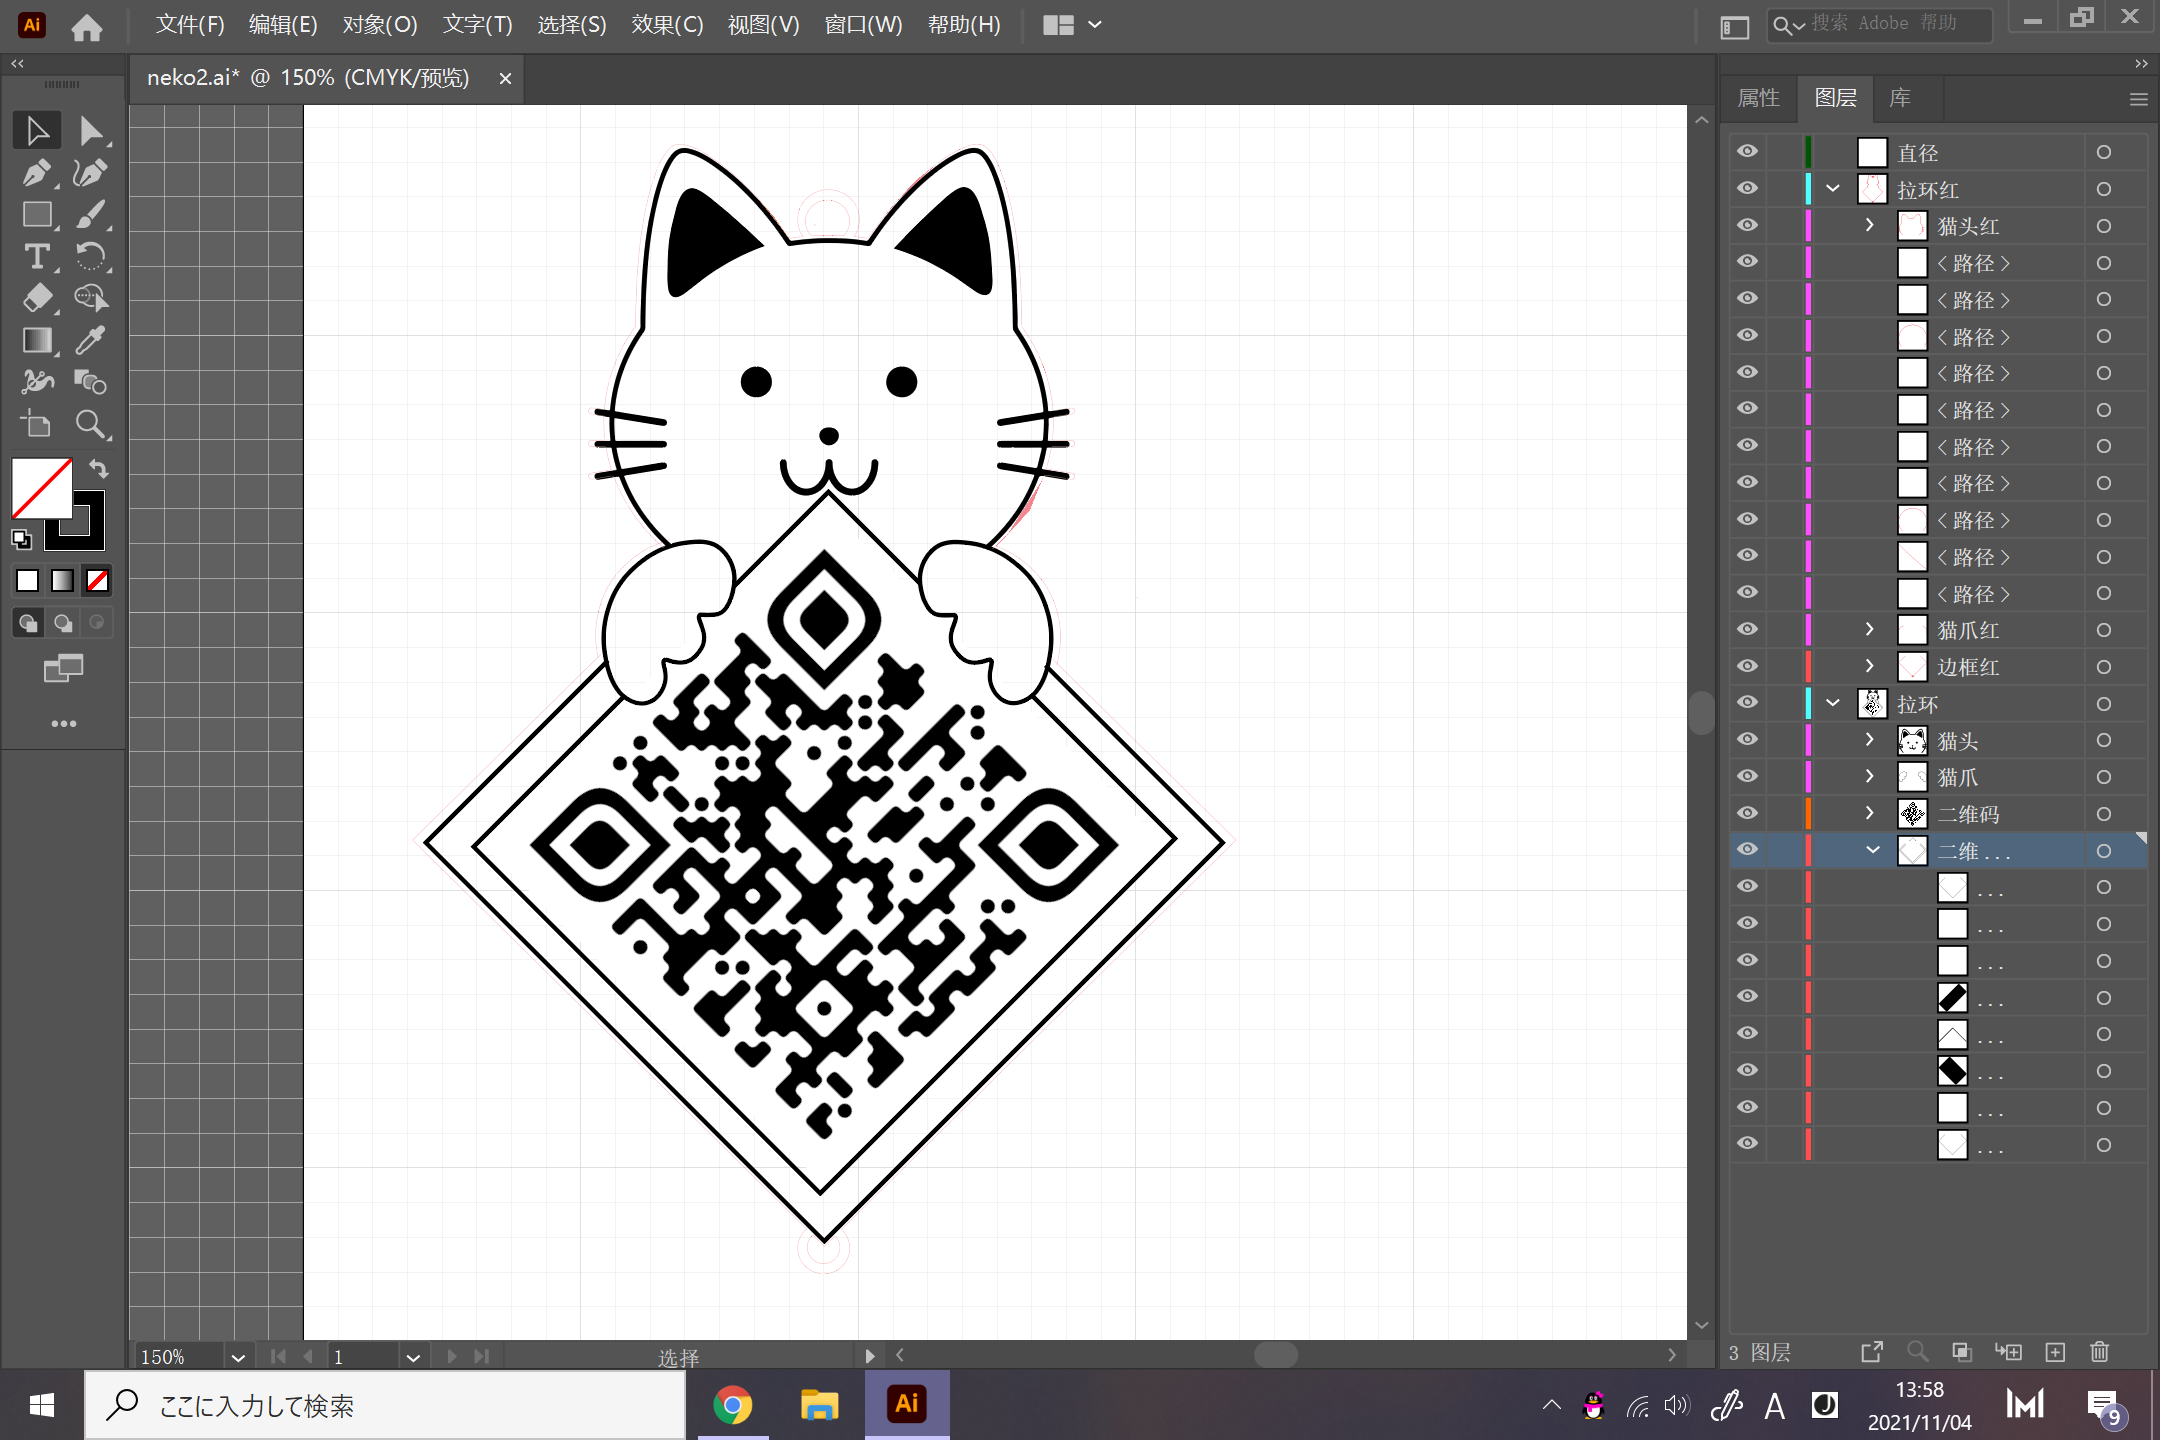 Ai 文件(F) 编辑(E) 对象(O) 文字(T) 选择(S) 效果(C) 视图(V) 窗口(W) 帮助(H) 搜索 Adobe 帮助
neko2.ai* @ 150% (CMYK/预览)
属性 图层 库
直径
拉环红
猫头红
<路径>
<路径>
<路径>
<路径>
<路径>
<路径>
<路径>
<路径>
<路径>
<路径>
猫爪红
边框红
拉环
猫头
猫爪
二维码
二维...
...
...
...
...
...
...
...
...
150% 1 选择
3 图层
ここに入力して検索
Ai
A
13:58
2021/11/04
9